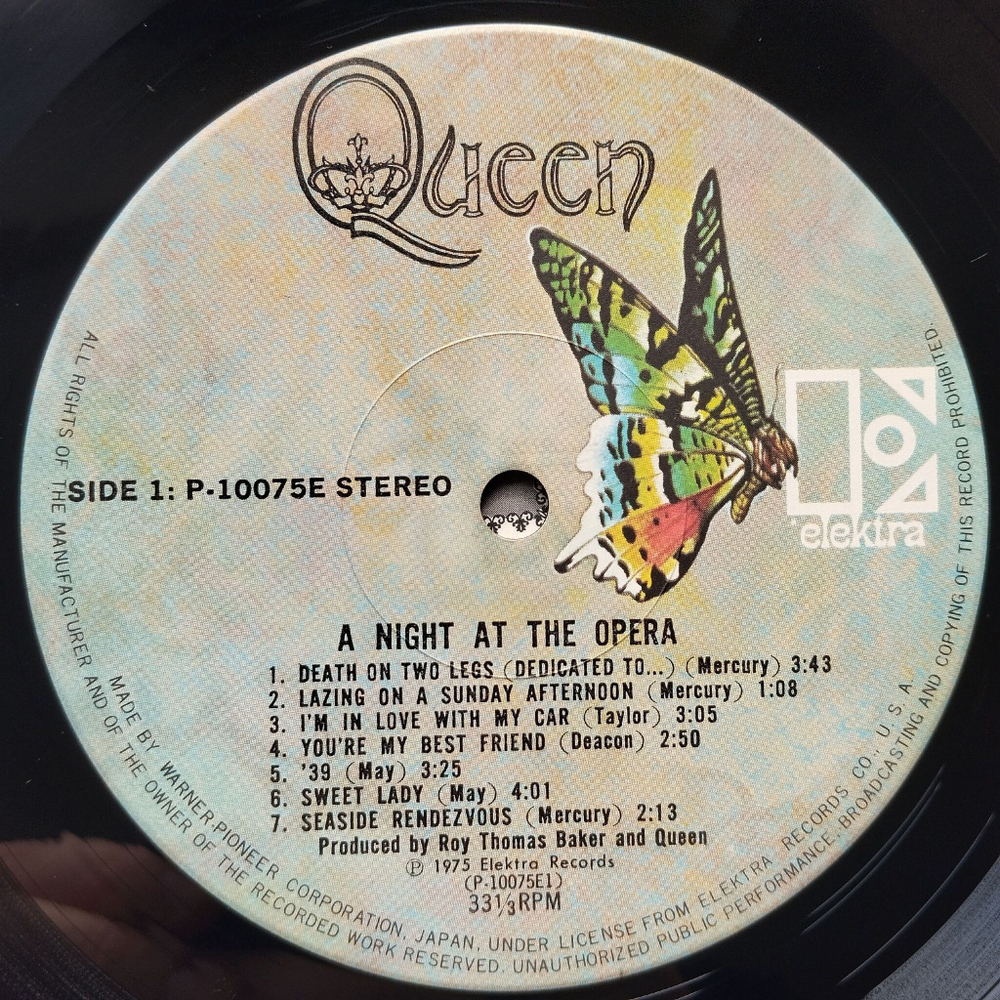 Queen
elektra
SIDE 1: P-10075E STEREO
A NIGHT AT THE OPERA
1. DEATH ON TWO LEGS (DEDICATED TO...) (Mercury) 3:43
2. LAZING ON A SUNDAY AFTERNOON (Mercury) 1:08
3. I'M IN LOVE WITH MY CAR (Taylor) 3:05
4. YOU'RE MY BEST FRIEND (Deacon) 2:50
5. '39 (May) 3:25
6. SWEET LADY (May) 4:01
7. SEASIDE RENDEZVOUS (Mercury) 2:13
Produced by Roy Thomas Baker and Queen
Ⓟ 1975 Elektra Records
(P-10075E1)
33⅓RPM
MADE BY WARNER-PIONEER CORPORATION, JAPAN, UNDER LICENSE FROM ELEKTRA RECORDS CO., U. S. A.
ALL RIGHTS OF THE MANUFACTURER AND OF THE OWNER OF THE RECORDED WORK RESERVED. UNAUTHORIZED PUBLIC PERFORMANCE, BROADCASTING AND COPYING OF THIS RECORD PROHIBITED.